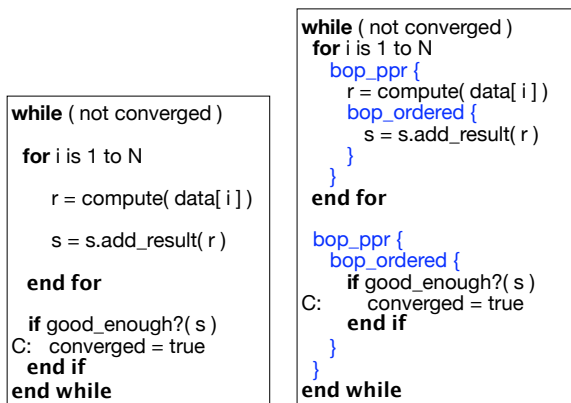 while ( not converged )
for i is 1 to N
r = compute( data[ i ] )
s = s.add_result( r )
end for
if good_enough?( s )
C: converged = true
end if
end while
while ( not converged )
for i is 1 to N
bop_ppr {
r = compute( data[ i ] )
bop_ordered {
s = s.add_result( r )
}
}
end for
bop_ppr {
bop_ordered {
if good_enough?( s )
C: converged = true
end if
}
}
end while